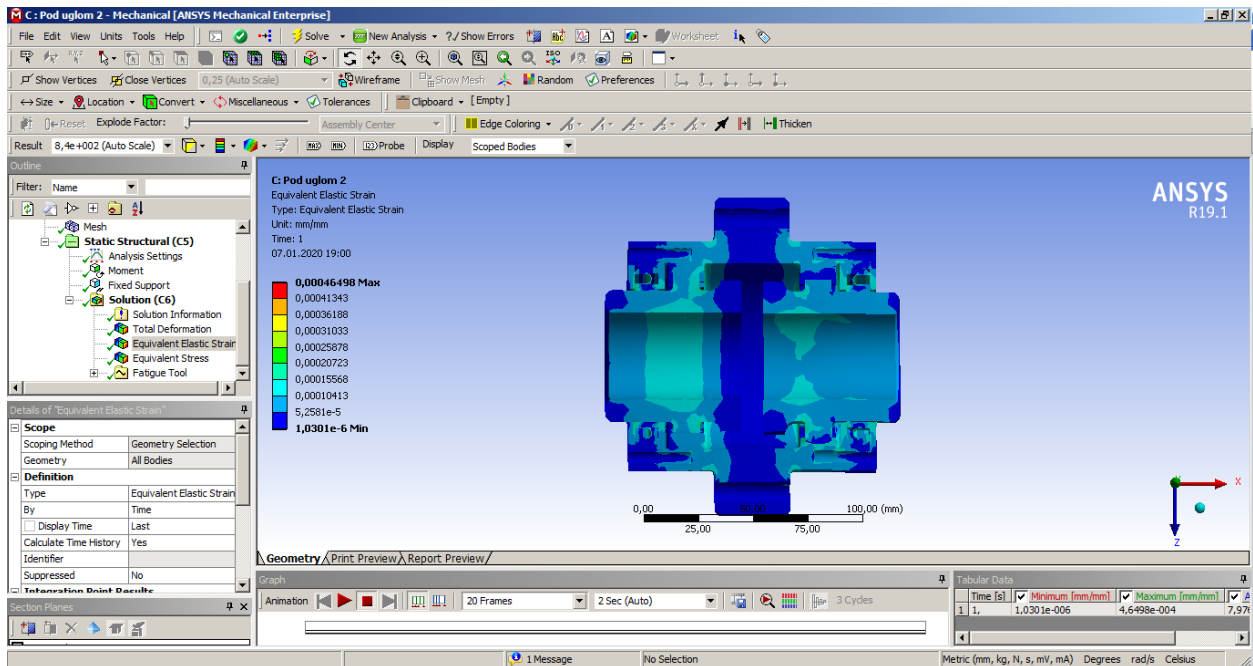 C : Pod uglom 2 - Mechanical [ANSYS Mechanical Enterprise]
File Edit View Units Tools Help Solve New Analysis ?/ Show Errors Worksheet
ISO
Show Vertices Close Vertices 0,25 (Auto Scale) Wireframe Show Mesh Random Preferences
Size Location Convert Miscellaneous Tolerances Clipboard [Empty]
Reset Explode Factor: Assembly Center Edge Coloring Thicken
Result 8,4e+002 (Auto Scale) MAX MIN Probe Display Scoped Bodies
Outline
Filter: Name
Mesh
Static Structural (C5)
Analysis Settings
Moment
Fixed Support
Solution (C6)
Solution Information
Total Deformation
Equivalent Elastic Strain
Equivalent Stress
Fatigue Tool
Details of "Equivalent Elastic Strain"
Scope
Scoping Method Geometry Selection
Geometry All Bodies
Definition
Type Equivalent Elastic Strain
By Time
Display Time Last
Calculate Time History Yes
Identifier
Suppressed No
Integration Point Results
Section Planes
C: Pod uglom 2
Equivalent Elastic Strain
Type: Equivalent Elastic Strain
Unit: mm/mm
Time: 1
07.01.2020 19:00
0,00046498 Max
0,00041343
0,00036188
0,00031033
0,00025878
0,00020723
0,00015568
0,00010413
5,2581e-5
1,0301e-6 Min
ANSYS
R19.1
0,00 50,00 100,00 (mm)
25,00 75,00
X
Z
Geometry Print Preview Report Preview
Graph
Animation 20 Frames 2 Sec (Auto) 3 Cycles
Tabular Data
Time [s] Minimum [mm/mm] Maximum [mm/mm] A
1 1, 1,0301e-006 4,6498e-004 7,976
1 Message No Selection Metric (mm, kg, N, s, mV, mA) Degrees rad/s Celsius